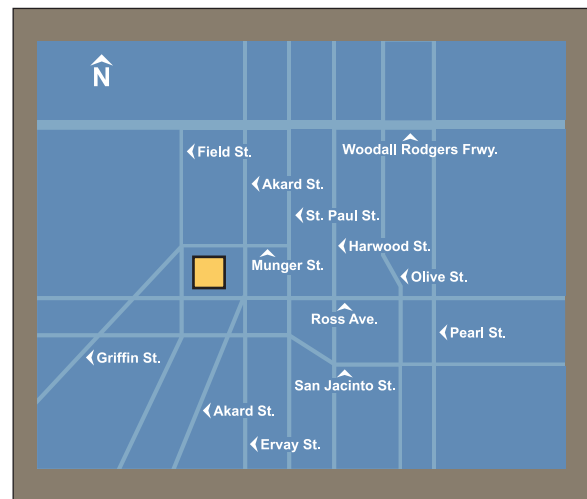 N
Field St.
Woodall Rodgers Frwy.
Akard St.
St. Paul St.
Harwood St.
Munger St.
Olive St.
Ross Ave.
Pearl St.
Griffin St.
San Jacinto St.
Akard St.
Ervay St.